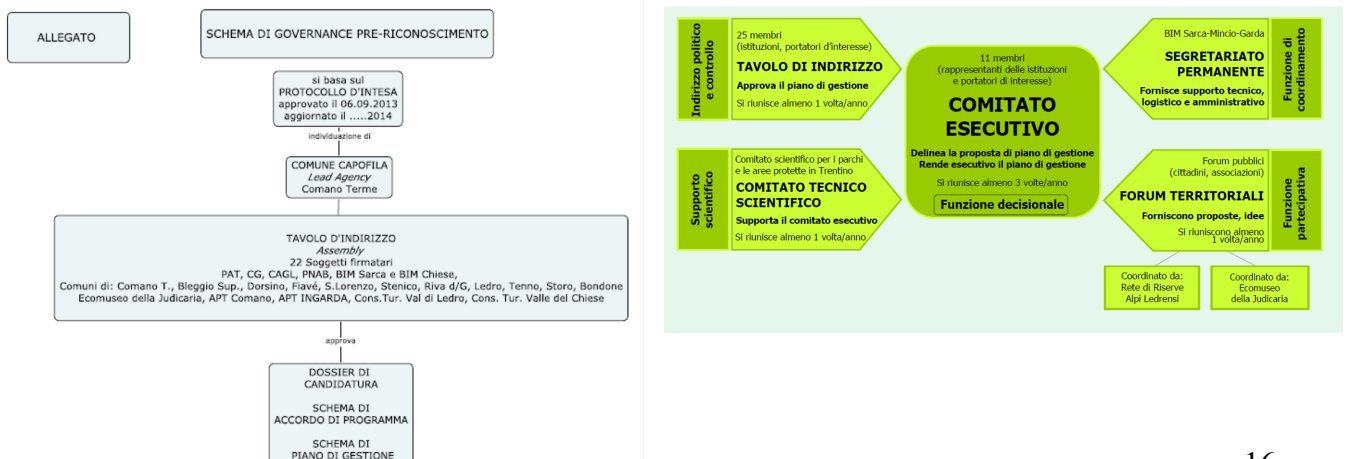 ALLEGATO
SCHEMA DI GOVERNANCE PRE-RICONOSCIMENTO
si basa sul
PROTOCOLLO D'INTESA
approvato il 06.09.2013
aggiornato il .....2014
individuazione di
COMUNE CAPOFILA
Lead Agency
Comano Terme
TAVOLO D'INDIRIZZO
Assembly
22 Soggetti firmatari
PAT, CG, CAGL, PNAB, BIM Sarca e BIM Chiese,
Comuni di: Comano T., Bleggio Sup., Dorsino, Fiavé, S.Lorenzo, Stenico, Riva d/G, Ledro, Tenno, Storo, Bondone
Ecomuseo della Judicaria, APT Comano, APT INGARDA, Cons.Tur. Val di Ledro, Cons. Tur. Valle del Chiese
approva
DOSSIER DI
CANDIDATURA
SCHEMA DI
ACCORDO DI PROGRAMMA
SCHEMA DI
PIANO DI GESTIONE
Indirizzo politico
e controllo
25 membri
(istituzioni, portatori d'interesse)
TAVOLO DI INDIRIZZO
Approva il piano di gestione
Si riunisce almeno 1 volta/anno
Supporto
scientifico
Comitato scientifico per i parchi
e le aree protette in Trentino
COMITATO TECNICO
SCIENTIFICO
Supporta il comitato esecutivo
Si riunisce almeno 1 volta/anno
11 membri
(rappresentanti delle istituzioni
e portatori di interesse)
COMITATO
ESECUTIVO
Delinea la proposta di piano di gestione
Rende esecutivo il piano di gestione
Si riunisce almeno 3 volte/anno
Funzione decisionale
BIM Sarca-Mincio-Garda
SEGRETARIATO
PERMANENTE
Fornisce supporto tecnico,
logistico e amministrativo
Funzione di
coordinamento
Forum pubblici
(cittadini, associazioni)
FORUM TERRITORIALI
Forniscono proposte, idee
Si riuniscono almeno
1 volta/anno
Funzione
partecipativa
Coordinato da:
Rete di Riserve
Alpi Ledrensi
Coordinato da:
Ecomuseo
della Judicaria